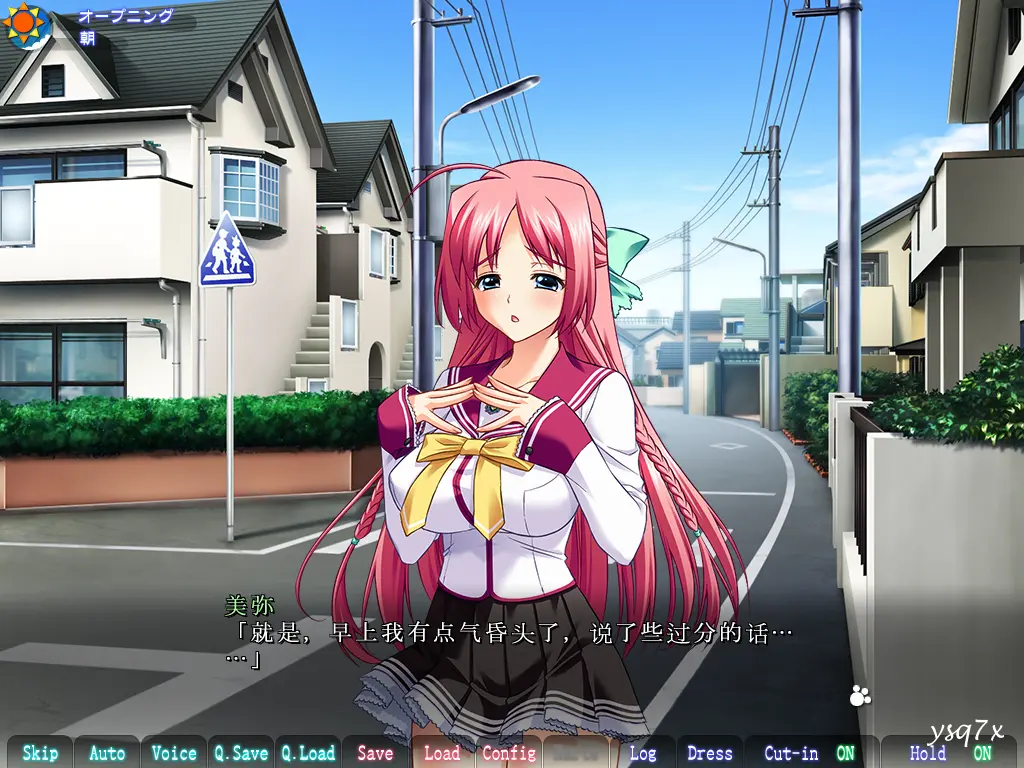 オープニング
朝
美弥
「就是，早上我有点气昏头了，说了些过分的话…
…」
ysq7x
Skip Auto Voice Q.Save Q.Load Save Load Config Log Dress Cut-in ON Hold ON